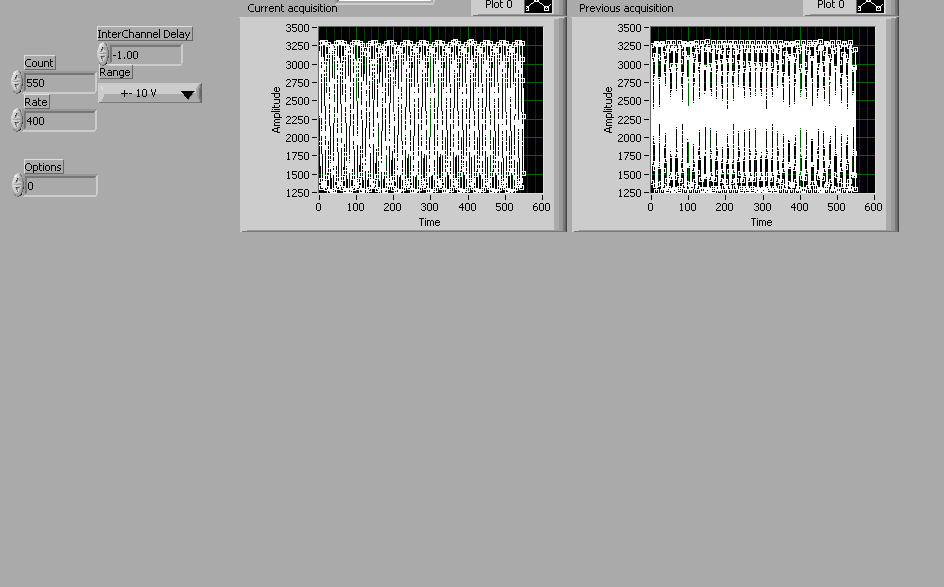 Current acquisition
Plot 0
Previous acquisition
Plot 0
InterChannel Delay
-1.00
Count
550
Range
+- 10 V
Rate
400
Options
0
Amplitude
3500
3250
3000
2750
2500
2250
2000
1750
1500
1250
0 100 200 300 400 500 600
Time
Amplitude
3500
3250
3000
2750
2500
2250
2000
1750
1500
1250
0 100 200 300 400 500 600
Time